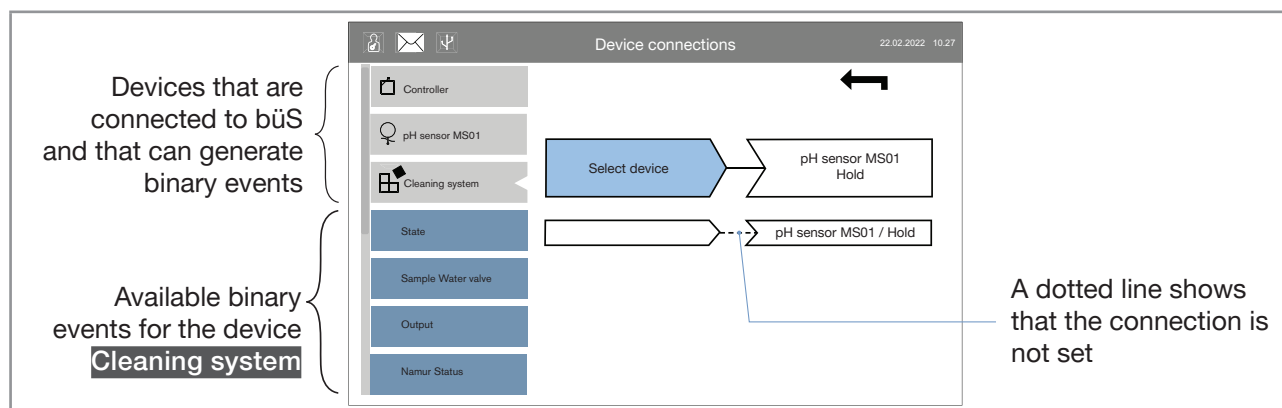 Devices that are
connected to büS
and that can generate
binary events
Available binary
events for the device
Cleaning system
Device connections
22.02.2022 10.27
Controller
pH sensor MS01
Cleaning system
State
Sample Water valve
Output
Namur Status
Select device
pH sensor MS01
Hold
pH sensor MS01 / Hold
A dotted line shows
that the connection is
not set